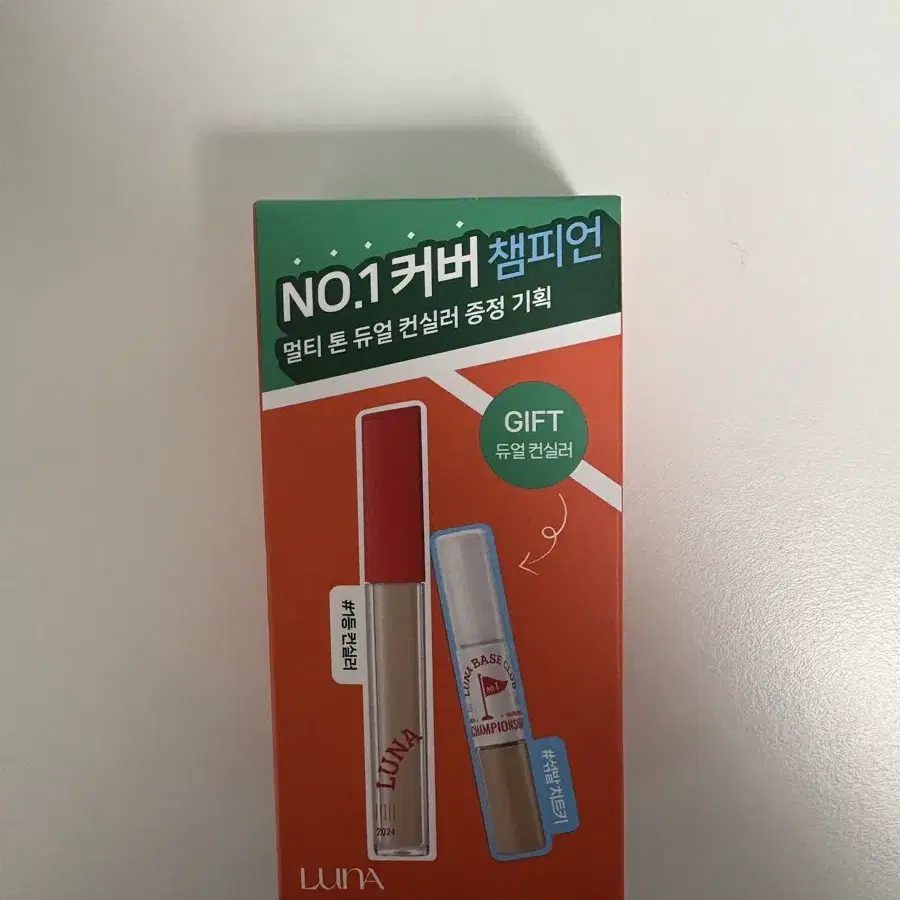 NO.1 커버 챔피언
멀티 톤 듀얼 컨실러 증정 기획
GIFT
듀얼 컨실러
#1등 컨실러
LUNA
2024
LUNA BASE CLUB
NO 1
CHAMPIONSHIP
#섞발 치트키
LUNA